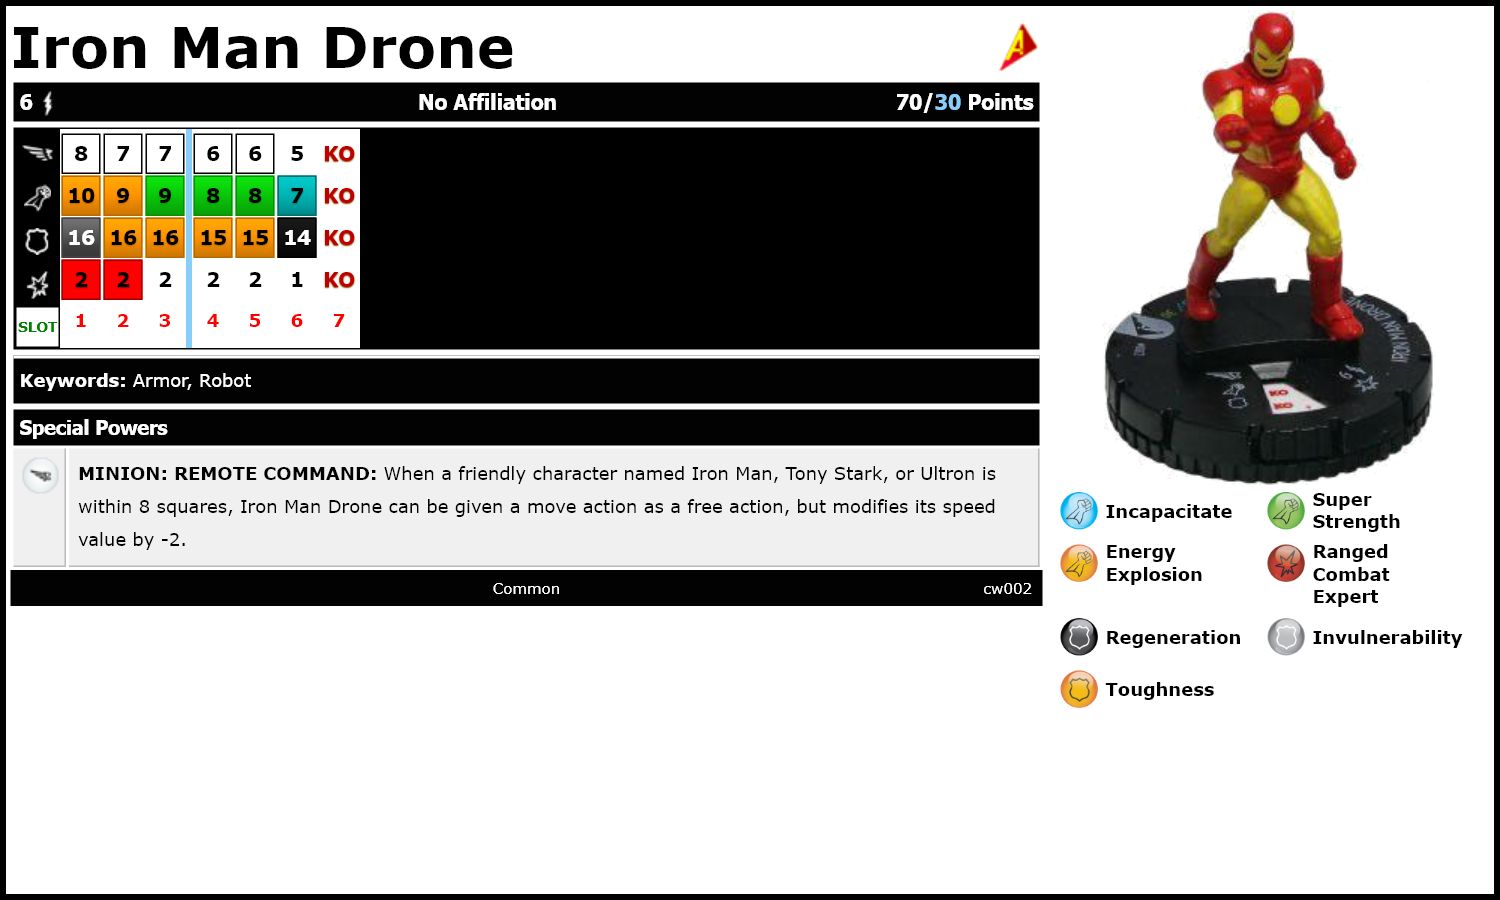 Iron Man Drone
6 No Affiliation 70/30 Points
8 7 7 6 6 5 KO
10 9 9 8 8 7 KO
16 16 16 15 15 14 KO
2 2 2 2 2 1 KO
SLOT 1 2 3 4 5 6 7
Keywords: Armor, Robot
Special Powers
MINION: REMOTE COMMAND: When a friendly character named Iron Man, Tony Stark, or Ultron is
within 8 squares, Iron Man Drone can be given a move action as a free action, but modifies its speed
value by -2.
Common cw002
IRON MAN DRONE
KO
KO
Incapacitate
Super
Strength
Energy
Explosion
Ranged
Combat
Expert
Regeneration
Invulnerability
Toughness